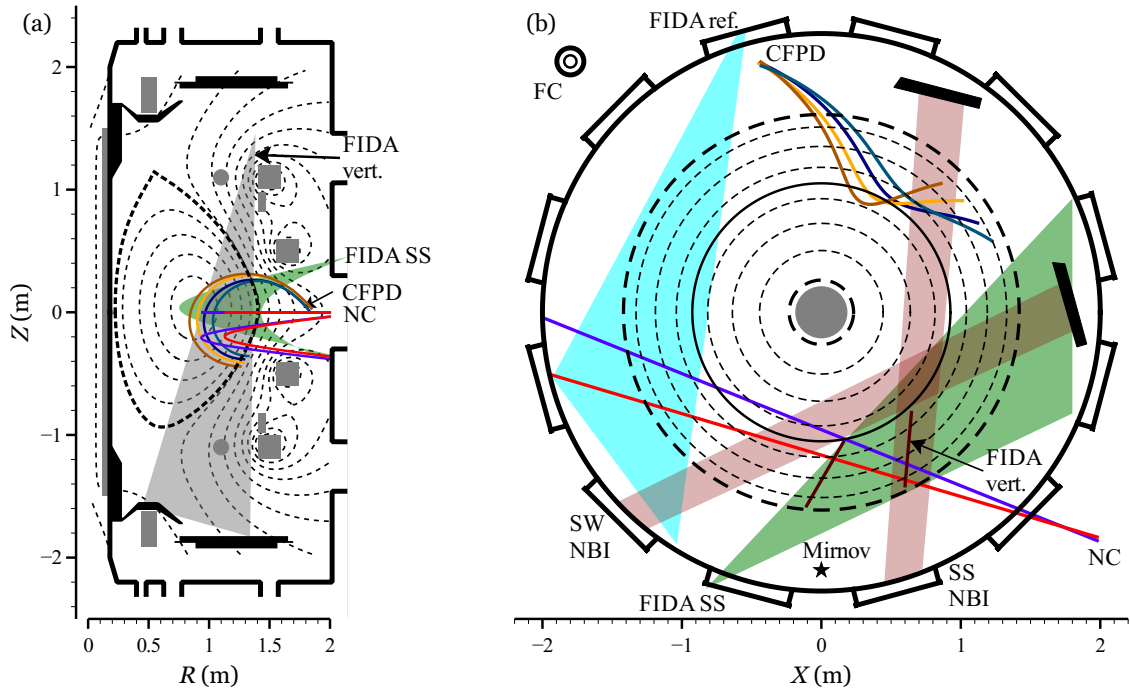 (a)
2
1
0
−1
−2
Z (m)
FIDA
vert.
FIDA SS
CFPD
NC
0
0.5
1
1.5
2
R (m)
(b)
FIDA ref.
CFPD
FC
FIDA
vert.
SW
NBI
Mirnov
NC
SS
NBI
FIDA SS
−2
−1
0
1
2
X (m)